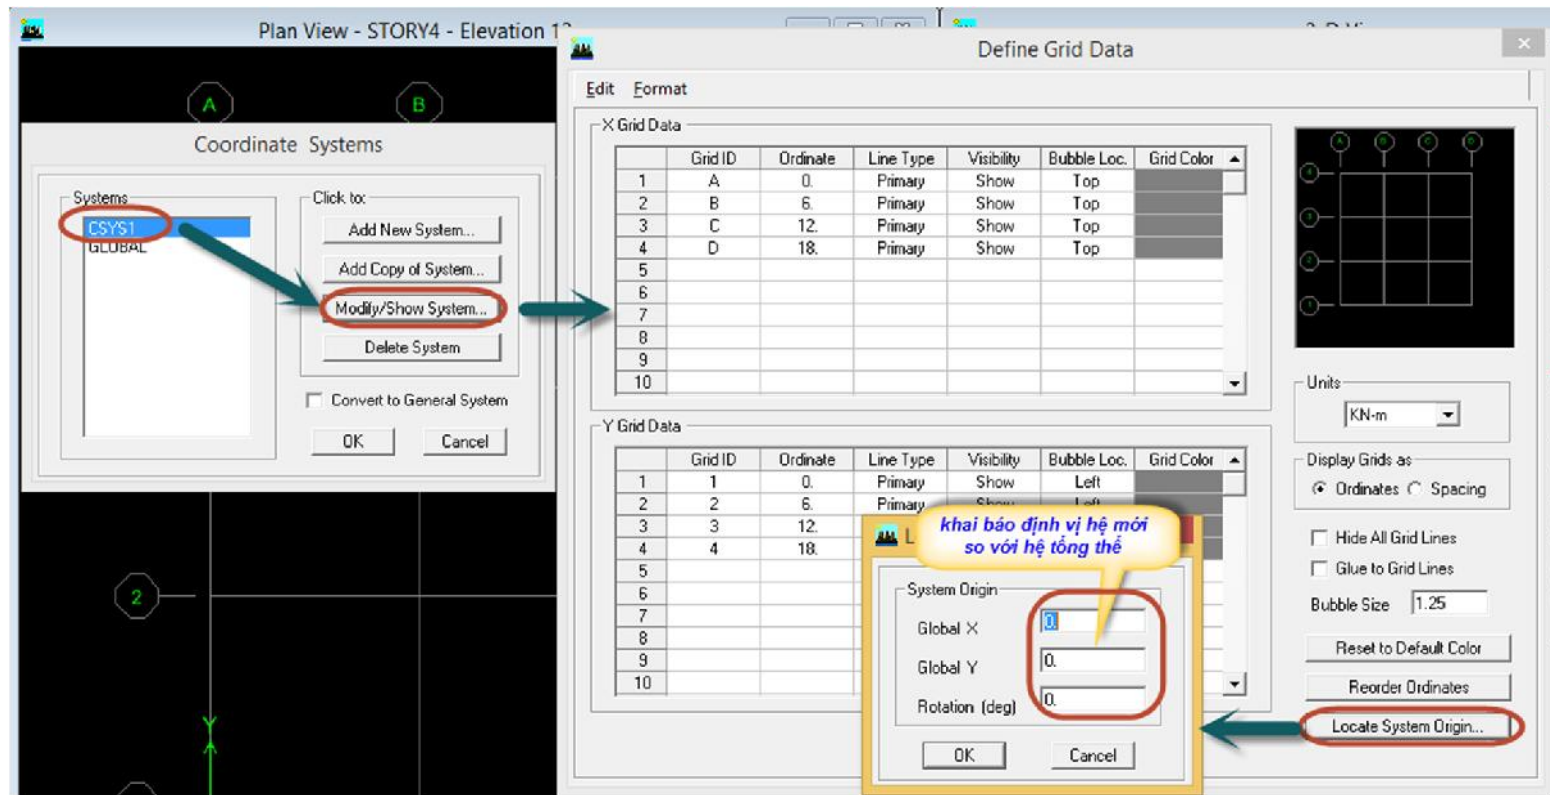 Plan View - STORY4 - Elevation 1
A
B
2
Y
Coordinate Systems
Systems
CSYS1
GLOBAL
Click to:
Add New System...
Add Copy of System...
Modify/Show System...
Delete System
Convert to General System
OK Cancel
Define Grid Data
Edit Format
X Grid Data
Grid ID Ordinate Line Type Visibility Bubble Loc. Grid Color
1 A 0. Primary Show Top
2 B 6. Primary Show Top
3 C 12. Primary Show Top
4 D 18. Primary Show Top
5
6
7
8
9
10
Y Grid Data
Grid ID Ordinate Line Type Visibility Bubble Loc. Grid Color
1 1 0. Primary Show Left
2 2 6. Primary Show Left
3 3 12.
4 4 18.
5
6
7
8
9
10
L
khai báo định vị hệ mới
so với hệ tổng thể
System Origin
Global X 0.
Global Y 0.
Rotation (deg) 0.
OK Cancel
A B C D
4
3
2
1
Units
KN-m
Display Grids as
Ordinates Spacing
Hide All Grid Lines
Glue to Grid Lines
Bubble Size 1.25
Reset to Default Color
Reorder Ordinates
Locate System Origin...